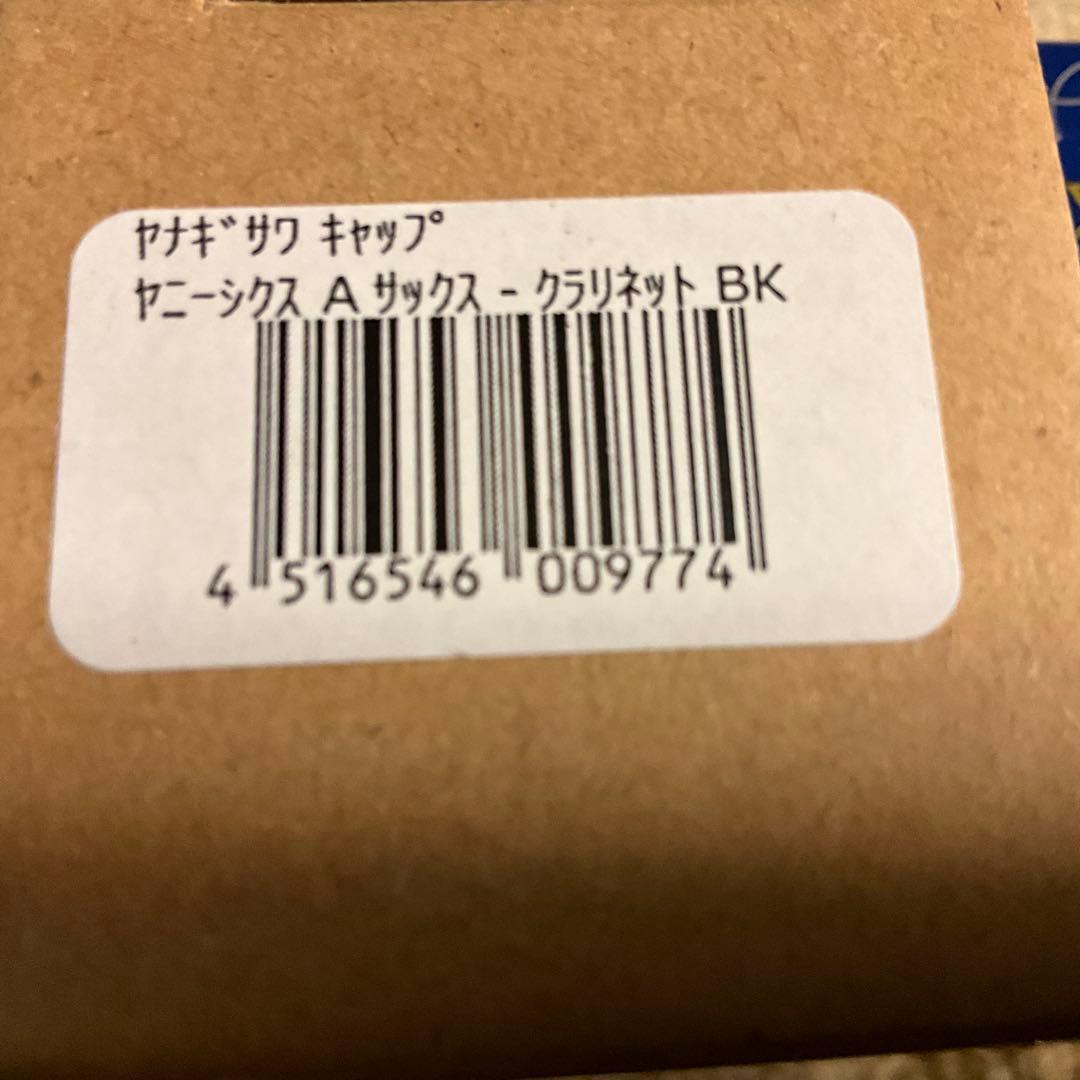 ﾔﾅｷﾞｻﾜ ｷｬｯﾌﾟ
ﾔﾆｰｼｸｽ A ｻｯｸｽ - ｸﾗﾘﾈｯﾄ BK
4 516546 009774